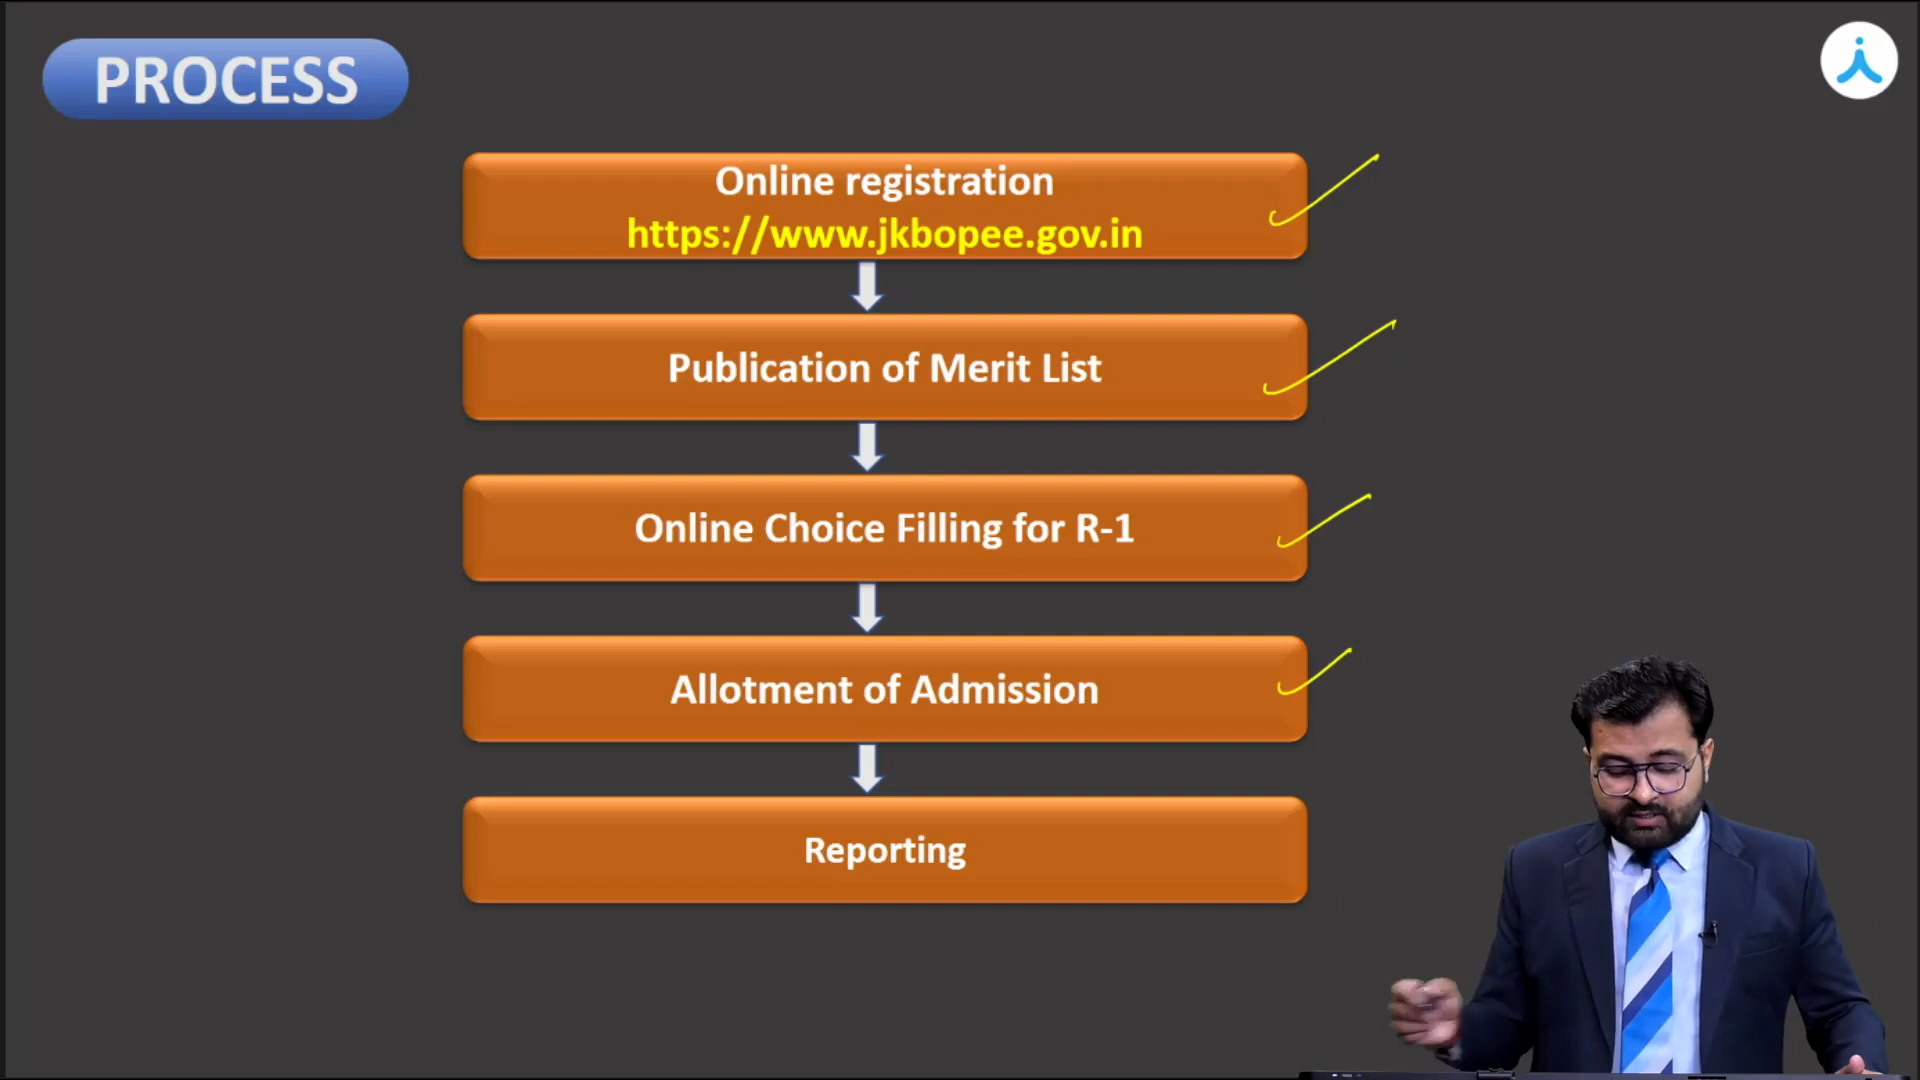 PROCESS
Online registration
https://www.jkbopee.gov.in
Publication of Merit List
Online Choice Filling for R-1
Allotment of Admission
Reporting